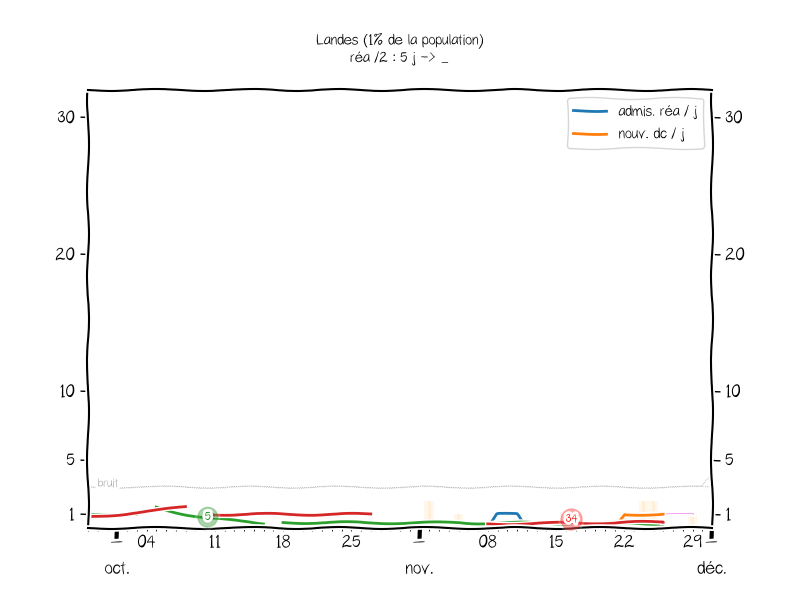 Landes (1% de la population)
réa /2 : 5 j -> _
30 30
admis. réa / j
nouv. dc / j
20 20
10 10
5 5
bruit
1 1
5 34
04 11 18 25 08 15 22 29
oct. nov. déc.